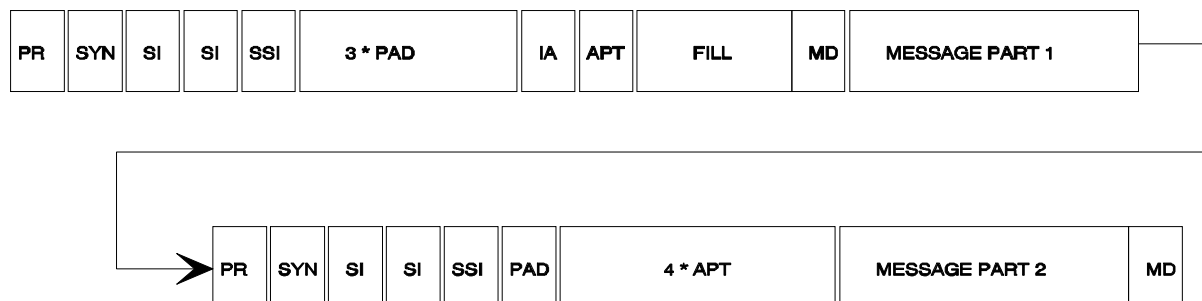 PR SYN SI SI SSI 3 * PAD IA APT FILL MD MESSAGE PART 1
PR SYN SI SI SSI PAD 4 * APT MESSAGE PART 2 MD